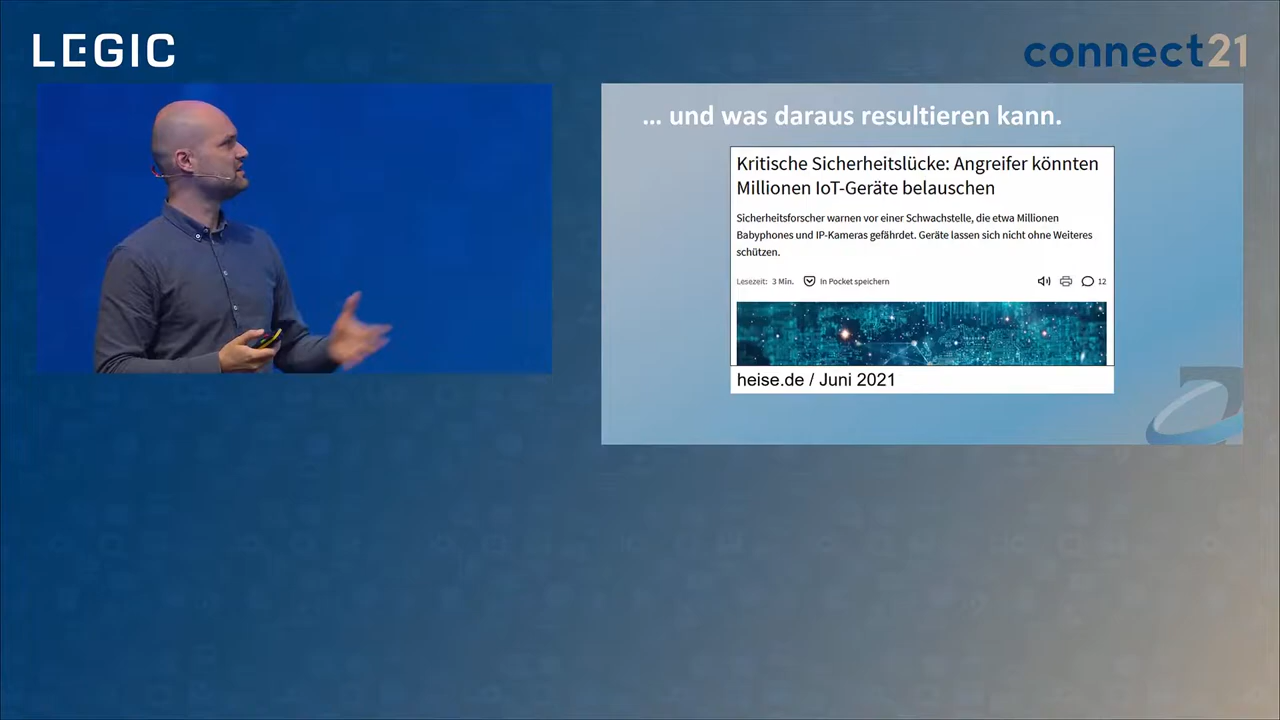 LEGIC
connect21
... und was daraus resultieren kann.
Kritische Sicherheitslücke: Angreifer könnten
Millionen IoT-Geräte belauschen
Sicherheitsforscher warnen vor einer Schwachstelle, die etwa Millionen
Babyphones und IP-Kameras gefährdet. Geräte lassen sich nicht ohne Weiteres
schützen.
Lesezeit: 3 Min. In Pocket speichern 12
heise.de / Juni 2021